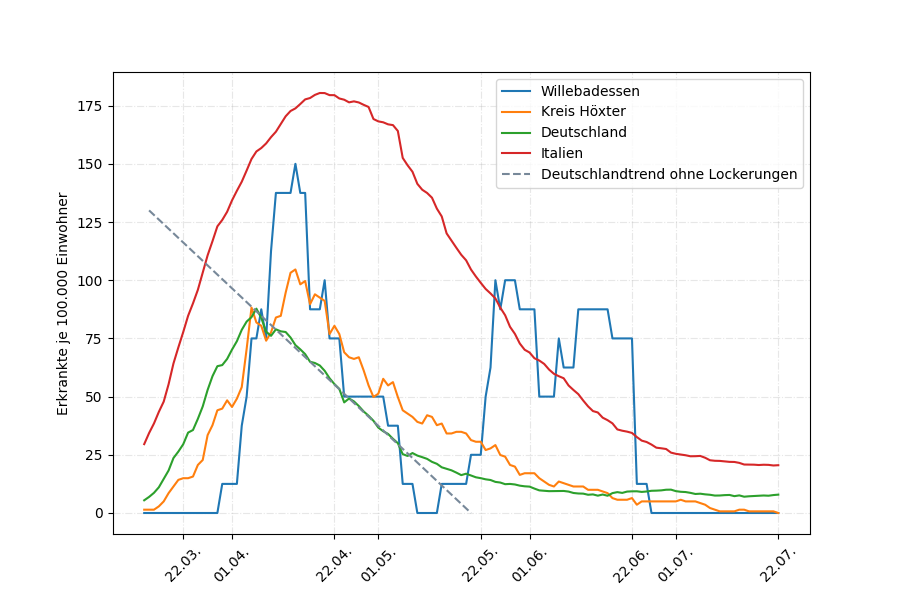 Erkrankte je 100.000 Einwohner
175
150
125
100
75
50
25
0
22.03.
01.04.
22.04.
01.05.
22.05.
01.06.
22.06.
01.07.
22.07.
Willebadessen
Kreis Höxter
Deutschland
Italien
Deutschlandtrend ohne Lockerungen